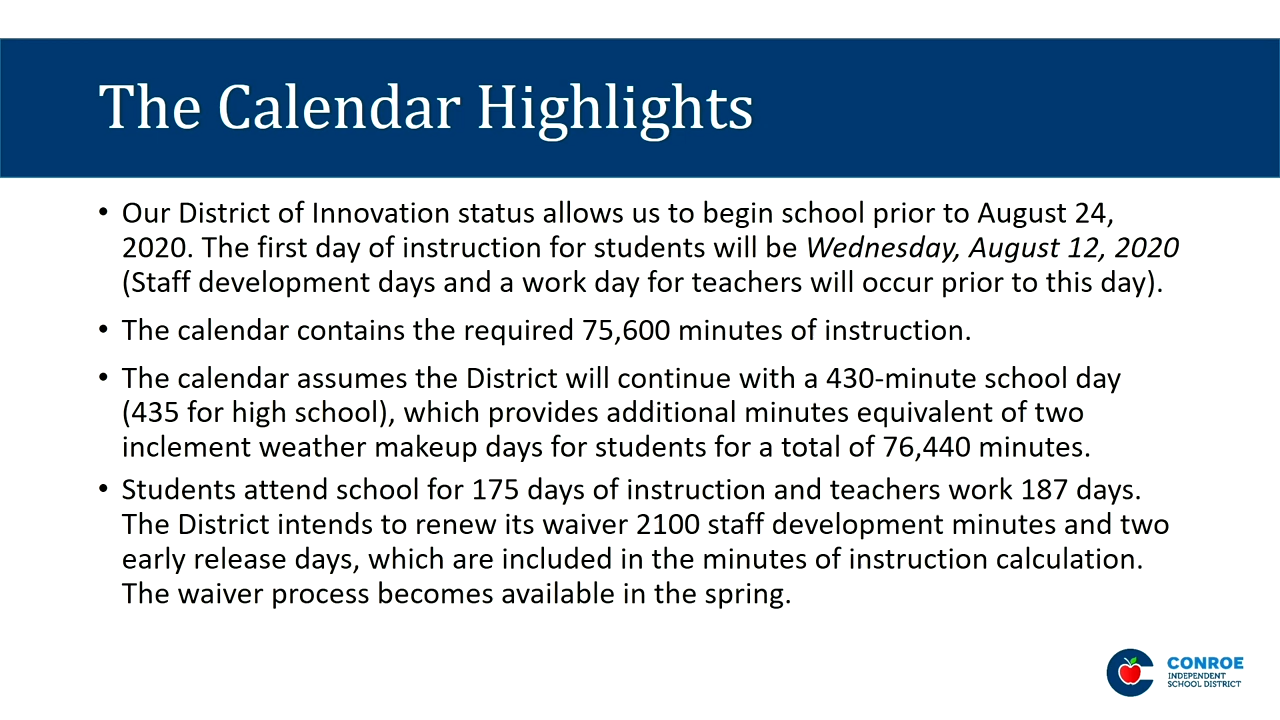 The Calendar Highlights
• Our District of Innovation status allows us to begin school prior to August 24,
2020. The first day of instruction for students will be Wednesday, August 12, 2020
(Staff development days and a work day for teachers will occur prior to this day).
• The calendar contains the required 75,600 minutes of instruction.
• The calendar assumes the District will continue with a 430-minute school day
(435 for high school), which provides additional minutes equivalent of two
inclement weather makeup days for students for a total of 76,440 minutes.
• Students attend school for 175 days of instruction and teachers work 187 days.
The District intends to renew its waiver 2100 staff development minutes and two
early release days, which are included in the minutes of instruction calculation.
The waiver process becomes available in the spring.
CONROE
INDEPENDENT
SCHOOL DISTRICT